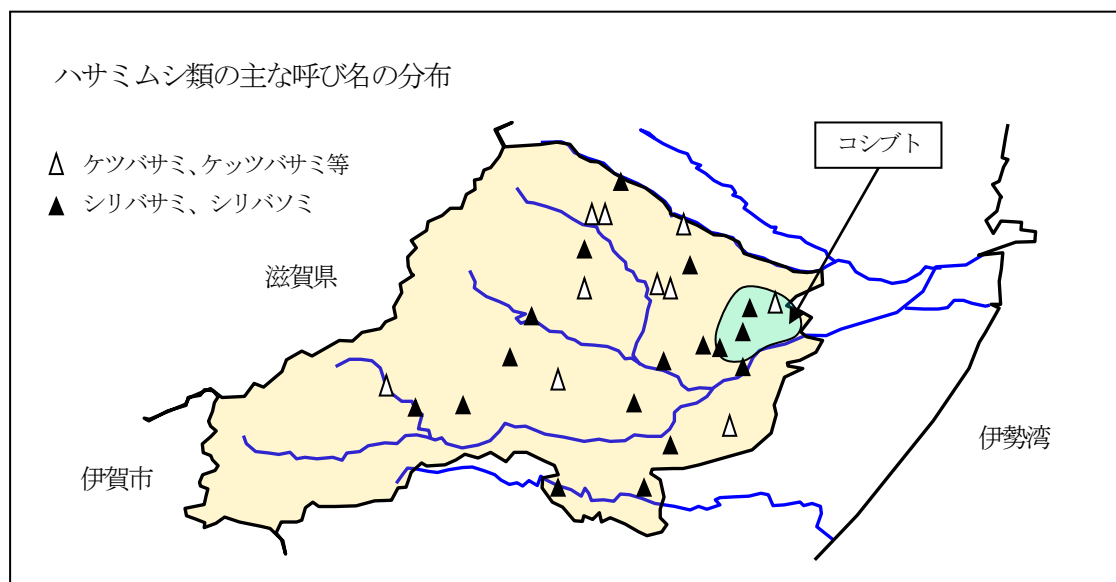 ハサミムシ類の主な呼び名の分布
コシブト
ケツバサミ、ケッツバサミ等
シリバサミ、シリバソミ
滋賀県
伊勢湾
伊賀市